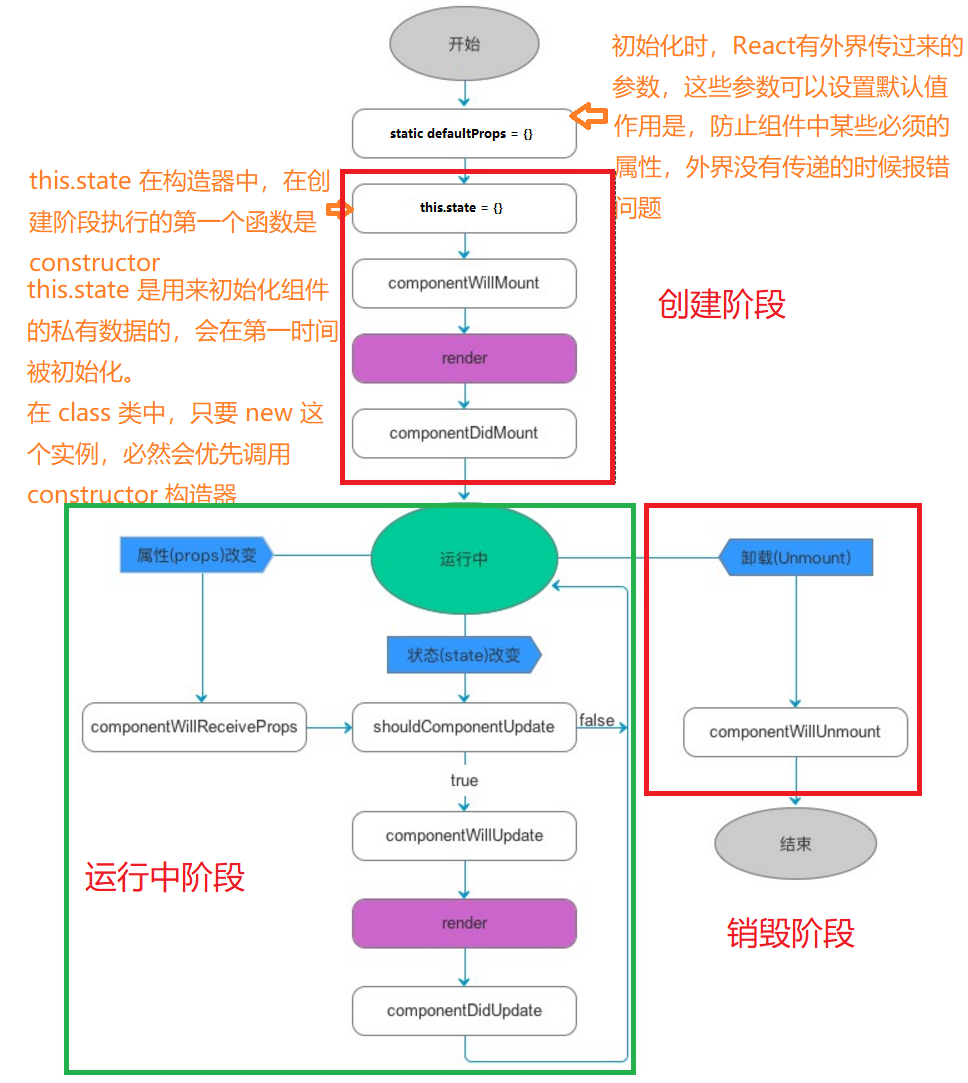 开始
初始化时，React有外界传过来的
参数，这些参数可以设置默认值
作用是，防止组件中某些必须的
属性，外界没有传递的时候报错
问题
static defaultProps = {}
this.state 在构造器中，在创
建阶段执行的第一个函数是
constructor
this.state 是用来初始化组件
的私有数据的，会在第一时间
被初始化。
在 class 类中，只要 new 这
个实例，必然会优先调用
constructor 构造器
this.state = {}
componentWillMount
创建阶段
render
componentDidMount
属性(props)改变
运行中
卸载(Unmount)
状态(state)改变
componentWillReceiveProps
shouldComponentUpdate
false
componentWillUnmount
true
componentWillUpdate
结束
运行中阶段
render
销毁阶段
componentDidUpdate